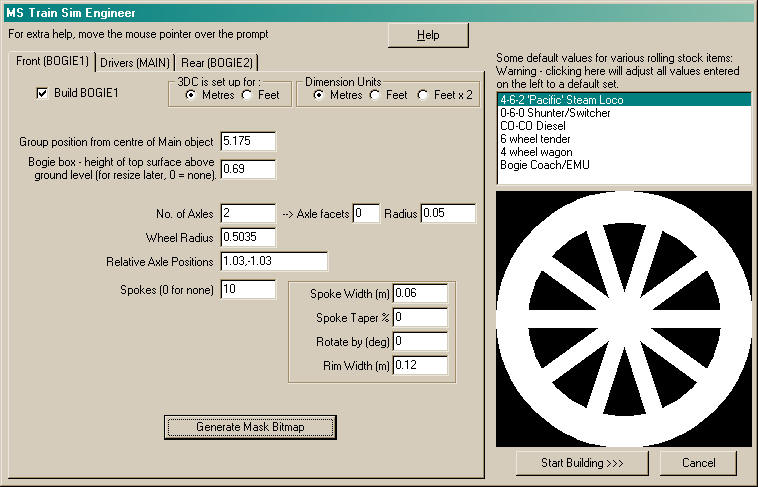 MS Train Sim Engineer
For extra help, move the mouse pointer over the prompt
Help
Front (BOGIE1) Drivers (MAIN) Rear (BOGIE2)
Build BOGIE1
3DC is set up for :
Metres Feet
Dimension Units
Metres Feet Feet x 2
Group position from centre of Main object 5.175
Bogie box - height of top surface above
ground level (for resize later, 0 = none). 0.69
No. of Axles 2 --> Axle facets 0 Radius 0.05
Wheel Radius 0.5035
Relative Axle Positions 1.03,-1.03
Spokes (0 for none) 10
Spoke Width (m) 0.06
Spoke Taper % 0
Rotate by (deg) 0
Rim Width (m) 0.12
Generate Mask Bitmap
Some default values for various rolling stock items:
Warning - clicking here will adjust all values entered
on the left to a default set.
4-6-2 'Pacific' Steam Loco
0-6-0 Shunter/Switcher
CO-CO Diesel
6 wheel tender
4 wheel wagon
Bogie Coach/EMU
Start Building >>> Cancel